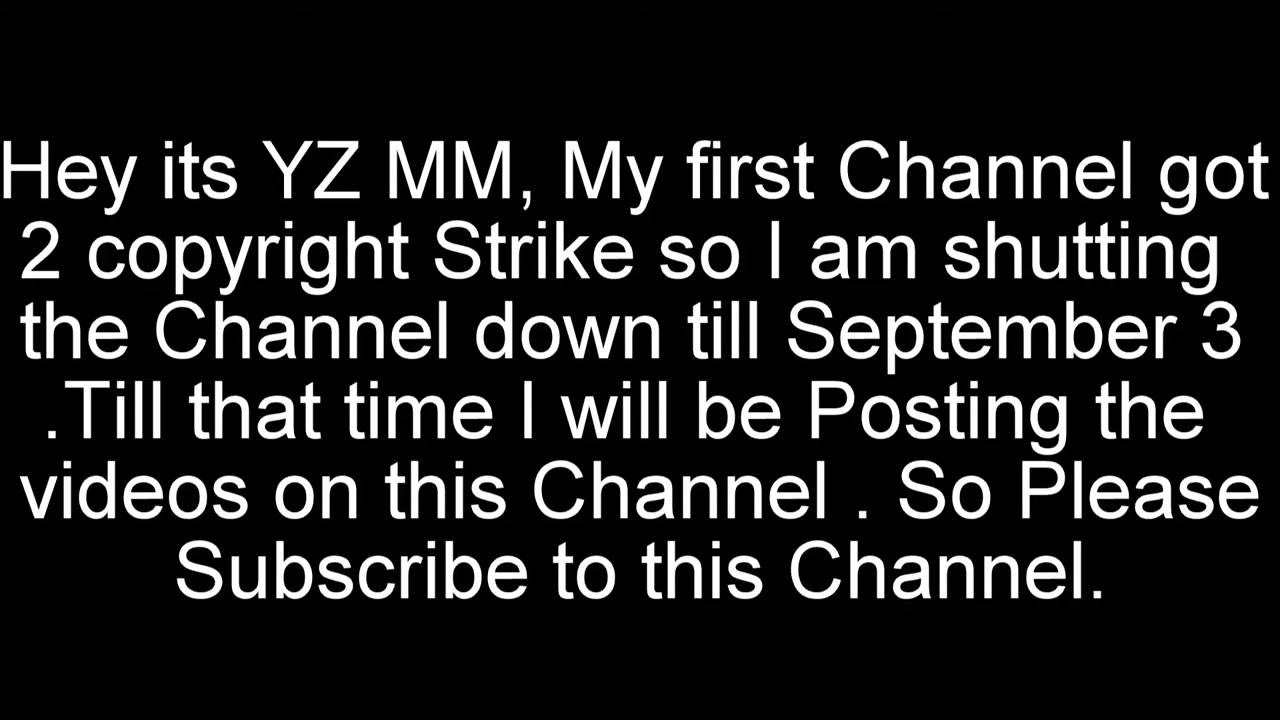 Hey its YZ MM, My first Channel got
2 copyright Strike so I am shutting
the Channel down till September 3
.Till that time I will be Posting the
videos on this Channel . So Please
Subscribe to this Channel.